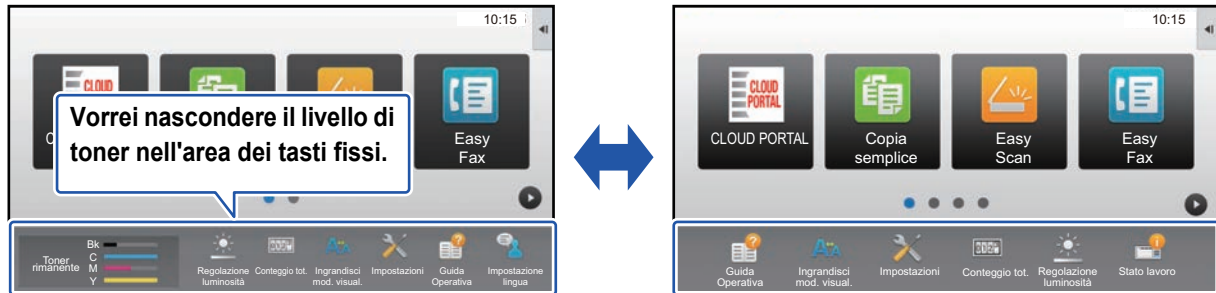 10:15
CLOUD
Vorrei nascondere il livello di
toner nell'area dei tasti fissi.
C
Easy
Fax
Toner
rimanente
Bk
C
M
Y
Regolazione
luminosità
Conteggio tot.
Ingrandisci
mod. visual.
Impostazioni
Guida
Operativa
Impostazione
lingua
10:15
CLOUD
PORTAL
CLOUD PORTAL
Copia
semplice
Easy
Scan
Easy
Fax
Guida
Operativa
Ingrandisci
mod. visual.
Impostazioni
Conteggio tot.
Regolazione
luminosità
Stato lavoro